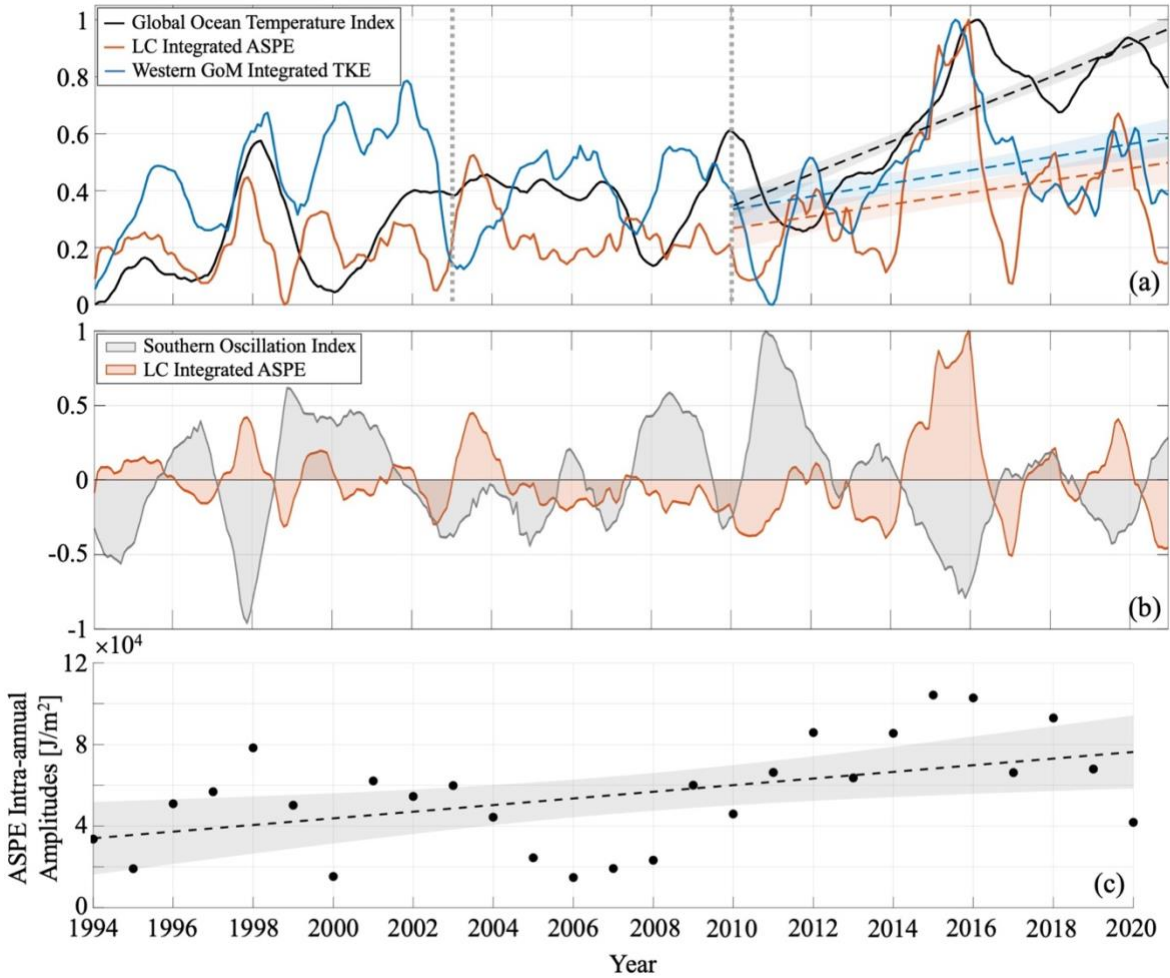 1
0.8
0.6
0.4
0.2
0
Global Ocean Temperature Index
LC Integrated ASPE
Western GoM Integrated TKE
(a)
1
0.5
0
-0.5
-1
Southern Oscillation Index
LC Integrated ASPE
(b)
×10⁴
12
8
4
0
ASPE Intra-annual
Amplitudes [J/m²]
(c)
1994 1996 1998 2000 2002 2004 2006 2008 2010 2012 2014 2016 2018 2020
Year